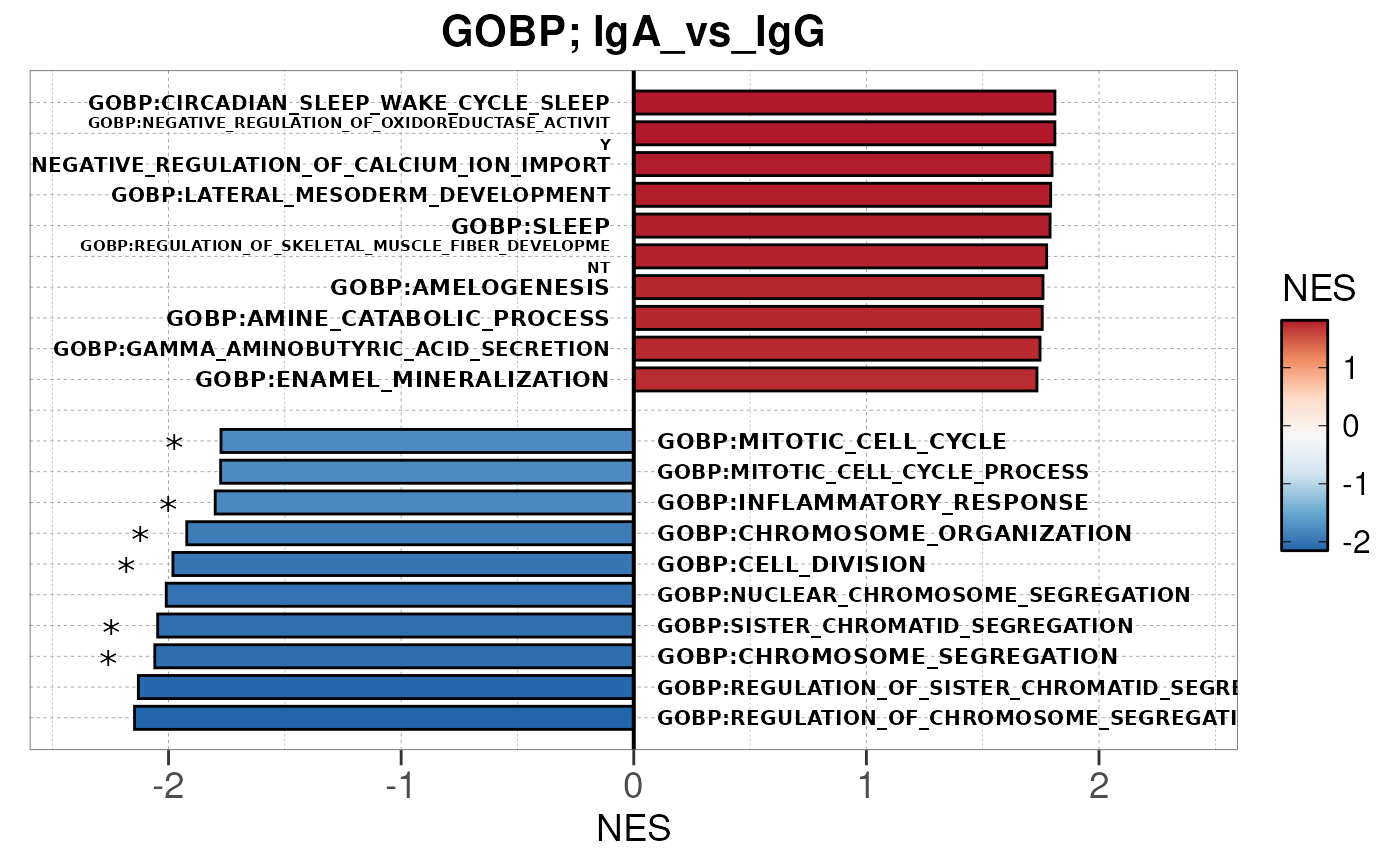 GOBP; IgA_vs_IgG
GOBP:CIRCADIAN_SLEEP_WAKE_CYCLE_SLEEP
GOBP:NEGATIVE_REGULATION_OF_OXIDOREDUCTASE_ACTIVIT
Y
NEGATIVE_REGULATION_OF_CALCIUM_ION_IMPORT
GOBP:LATERAL_MESODERM_DEVELOPMENT
GOBP:SLEEP
GOBP:REGULATION_OF_SKELETAL_MUSCLE_FIBER_DEVELOPME
NT
GOBP:AMELOGENESIS
GOBP:AMINE_CATABOLIC_PROCESS
GOBP:GAMMA_AMINOBUTYRIC_ACID_SECRETION
GOBP:ENAMEL_MINERALIZATION
* GOBP:MITOTIC_CELL_CYCLE
GOBP:MITOTIC_CELL_CYCLE_PROCESS
* GOBP:INFLAMMATORY_RESPONSE
* GOBP:CHROMOSOME_ORGANIZATION
* GOBP:CELL_DIVISION
GOBP:NUCLEAR_CHROMOSOME_SEGREGATION
* GOBP:SISTER_CHROMATID_SEGREGATION
* GOBP:CHROMOSOME_SEGREGATION
GOBP:REGULATION_OF_SISTER_CHROMATID_SEGRE
GOBP:REGULATION_OF_CHROMOSOME_SEGREGATI
-2 -1 0 1 2
NES
NES
1
0
-1
-2